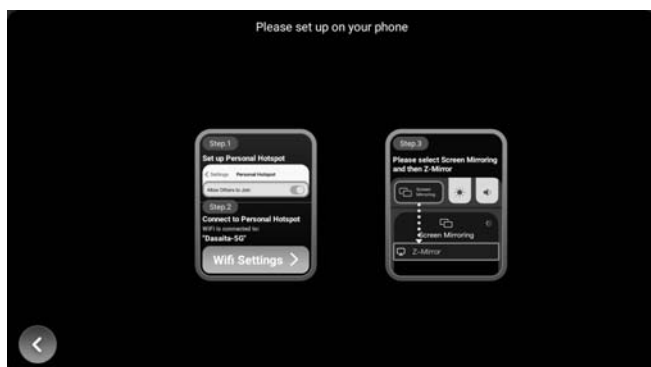 Please set up on your phone
Step.1
Set up Personal Hotspot
Settings Personal Hotspot
Allow Others to Join
Step.2
Connect to Personal Hotspot
WiFi is connected to:
"Dasaita-5G"
Wifi Settings
Step.3
Please select Screen Mirroring
and then Z-Mirror
Screen
Mirroring
Screen Mirroring
Z-Mirror